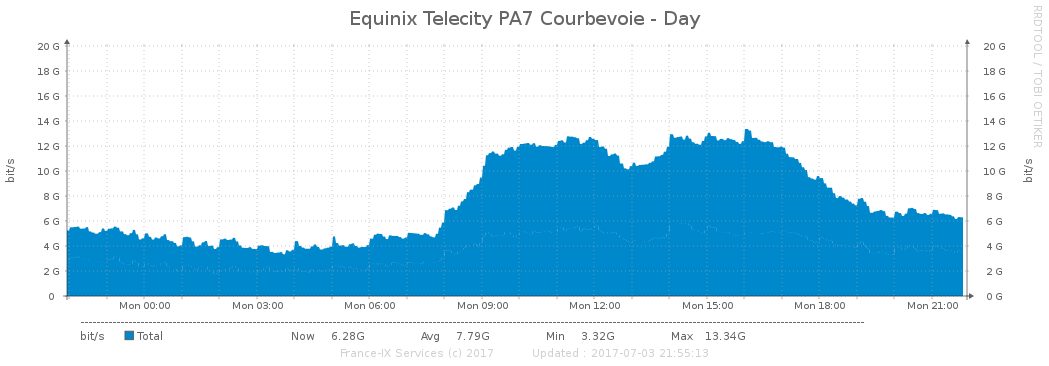 Equinix Telecity PA7 Courbevoie - Day
RRDTOOL / TOBI OETIKER
20 G 20 G
18 G 18 G
16 G 16 G
14 G 14 G
12 G 12 G
10 G 10 G
8 G 8 G
6 G 6 G
4 G 4 G
2 G 2 G
0 0 G
bit/s bit/s
Mon 00:00 Mon 03:00 Mon 06:00 Mon 09:00 Mon 12:00 Mon 15:00 Mon 18:00 Mon 21:00
bit/s Total Now 6.28G Avg 7.79G Min 3.32G Max 13.34G
France-IX Services (c) 2017 Updated : 2017-07-03 21:55:13